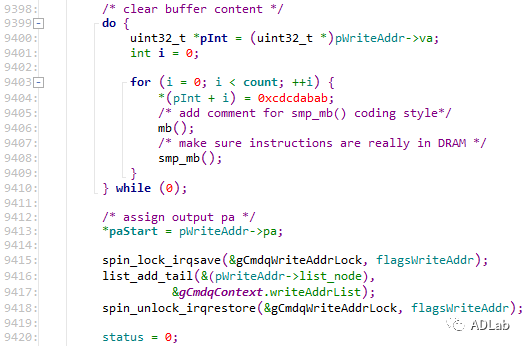 9398: /* clear buffer content */
9399 do {
9400: uint32_t *pInt = (uint32_t *)pWriteAddr->va;
9401: int i = 0;
9402:
9403 for (i = 0; i < count; ++i) {
9404: *(pInt + i) = 0xcdcdabab;
9405: /* add comment for smp_mb() coding style*/
9406: mb();
9407: /* make sure instructions are really in DRAM */
9408: smp_mb();
9409: }
9410: } while (0);
9411:
9412: /* assign output pa */
9413: *paStart = pWriteAddr->pa;
9414:
9415: spin_lock_irqsave(&gCmdqWriteAddrLock, flagsWriteAddr);
9416: list_add_tail(&(pWriteAddr->list_node),
9417: &gCmdqContext.writeAddrList);
9418: spin_unlock_irqrestore(&gCmdqWriteAddrLock, flagsWriteAddr);
9419:
9420: status = 0;
ADLab